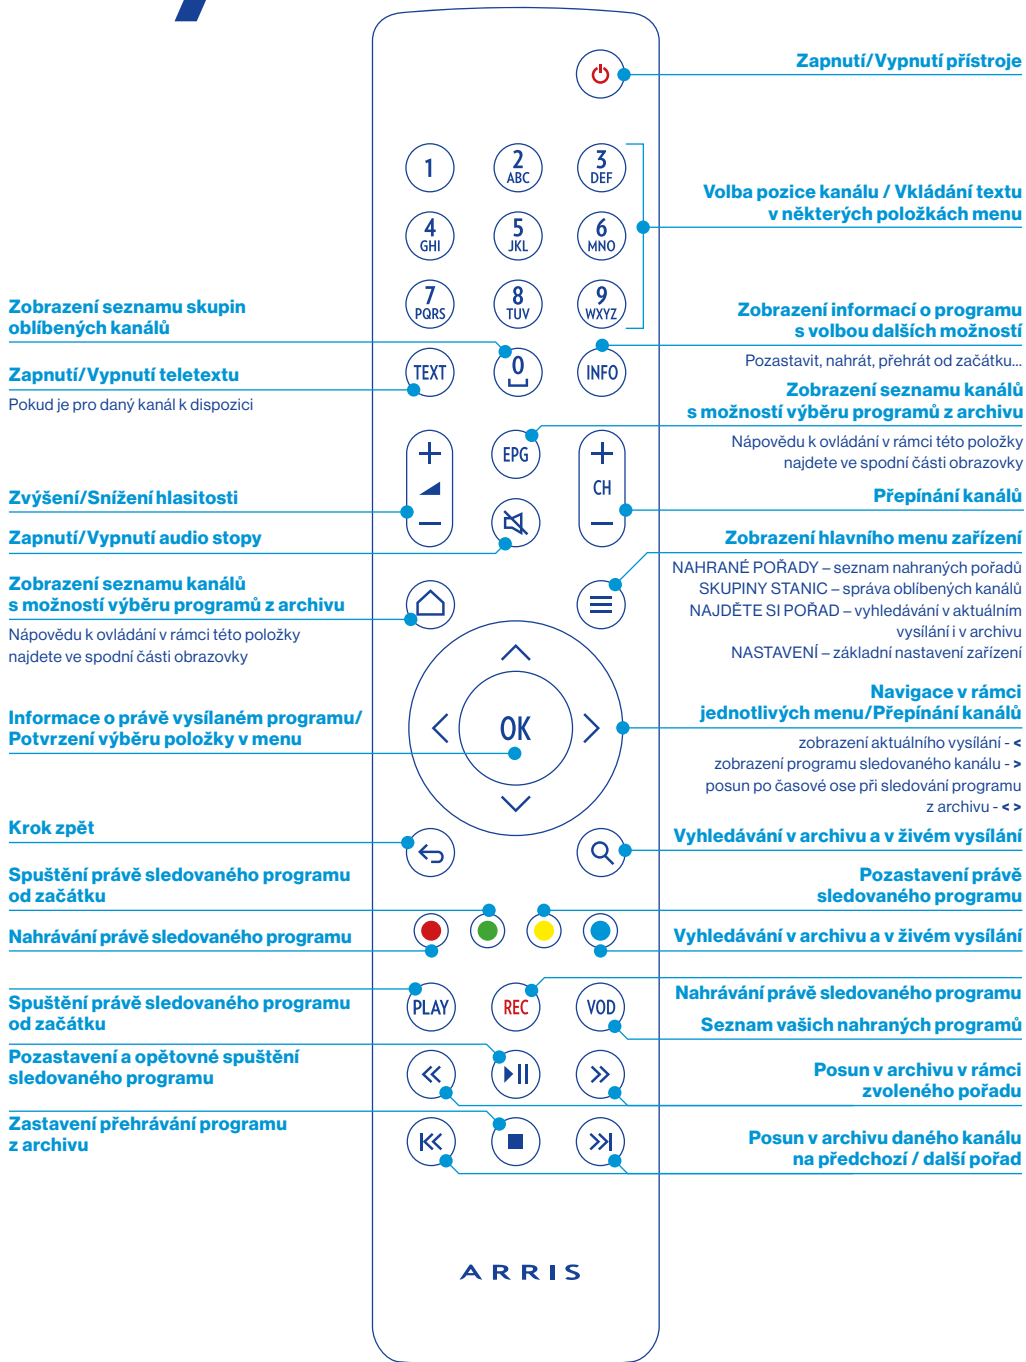 Zapnutí/Vypnutí přístroje
1
2
ABC
3
DEF
Volba pozice kanálu / Vkládání textu
v některých položkách menu
4
GHI
5
JKL
6
MNO
7
PQRS
8
TUV
9
WXYZ
Zobrazení seznamu skupin
oblíbených kanálů
Zobrazení informací o programu
s volbou dalších možností
Pozastavit, nahrát, přehrát od začátku...
TEXT
0
INFO
Zapnutí/Vypnutí teletextu
Pokud je pro daný kanál k dispozici
Zobrazení seznamu kanálů
s možností výběru programů z archivu
Nápovědu k ovládání v rámci této položky
najdete ve spodní části obrazovky
+
EPG
+
CH
–
–
Zvýšení/Snížení hlasitosti
Přepínání kanálů
Zapnutí/Vypnutí audio stopy
Zobrazení hlavního menu zařízení
NAHRANÉ POŘADY – seznam nahraných pořadů
SKUPINY STANIC – správa oblíbených kanálů
NAJDĚTE SI POŘAD – vyhledávání v aktuálním
vysílání i v archivu
NASTAVENÍ – základní nastavení zařízení
Zobrazení seznamu kanálů
s možností výběru programů z archivu
Nápovědu k ovládání v rámci této položky
najdete ve spodní části obrazovky
Navigace v rámci
jednotlivých menu/Přepínání kanálů
zobrazení aktuálního vysílání - <
zobrazení programu sledovaného kanálu - >
posun po časové ose při sledování programu
z archivu - < >
OK
Informace o právě vysílaném programu/
Potvrzení výběru položky v menu
Krok zpět
Vyhledávání v archivu a v živém vysílání
Spuštění právě sledovaného programu
od začátku
Pozastavení právě
sledovaného programu
Nahrávání právě sledovaného programu
Vyhledávání v archivu a v živém vysílání
PLAY
REC
VOD
Spuštění právě sledovaného programu
od začátku
Nahrávání právě sledovaného programu
Seznam vašich nahraných programů
Pozastavení a opětovné spuštění
sledovaného programu
Posun v archivu v rámci
zvoleného pořadu
Zastavení přehrávání programu
z archivu
Posun v archivu daného kanálu
na předchozí / další pořad
ARRIS